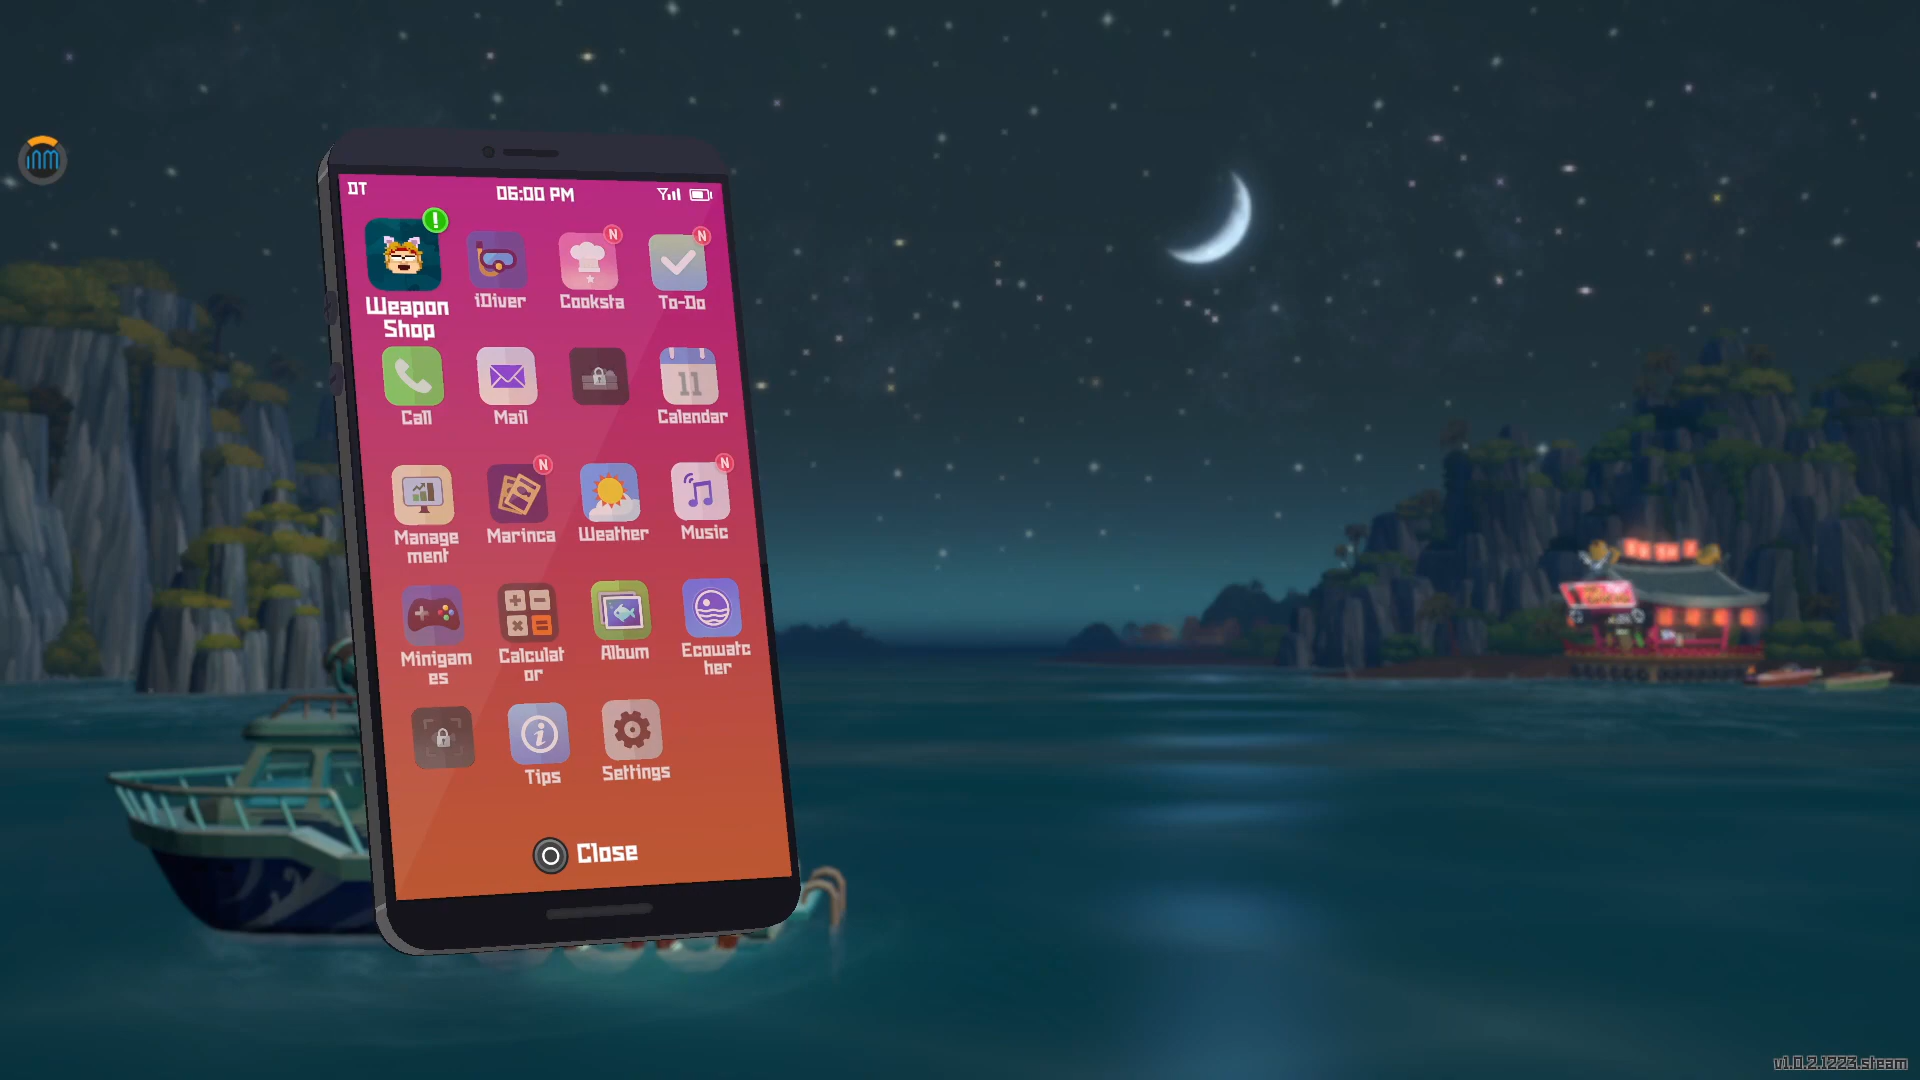 DT
06:00 PM
!
N
N
Weapon
Shop
iDiver
Cooksta
To-Do
11
Call
Mail
Calendar
N
N
Manage
ment
Marinca
Weather
Music
Minigam
es
Calculat
or
Album
Ecowatc
her
Tips
Settings
Close
inm
v1.0.2.1223.steam